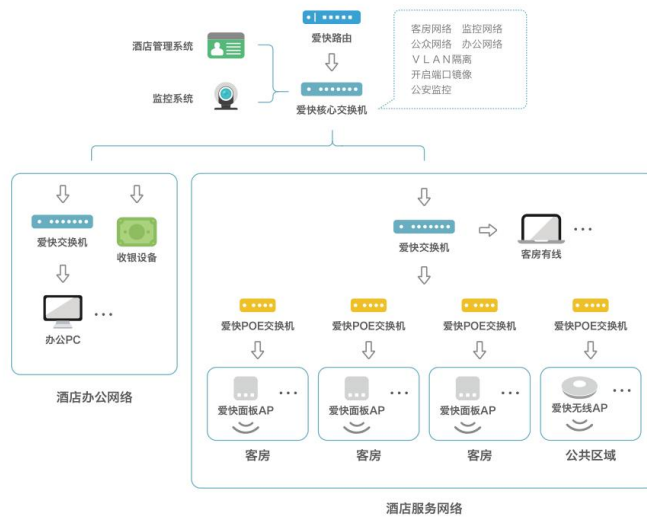 爱快路由
酒店管理系统
监控系统
爱快核心交换机
客房网络 监控网络
公众网络 办公网络
VLAN隔离
开启端口镜像
公安监控
爱快交换机
收银设备
办公PC
...
酒店办公网络
爱快交换机
客房有线
...
爱快POE交换机
爱快POE交换机
爱快POE交换机
爱快POE交换机
爱快面板AP
...
爱快面板AP
...
爱快面板AP
...
爱快无线AP
...
客房
客房
客房
公共区域
酒店服务网络